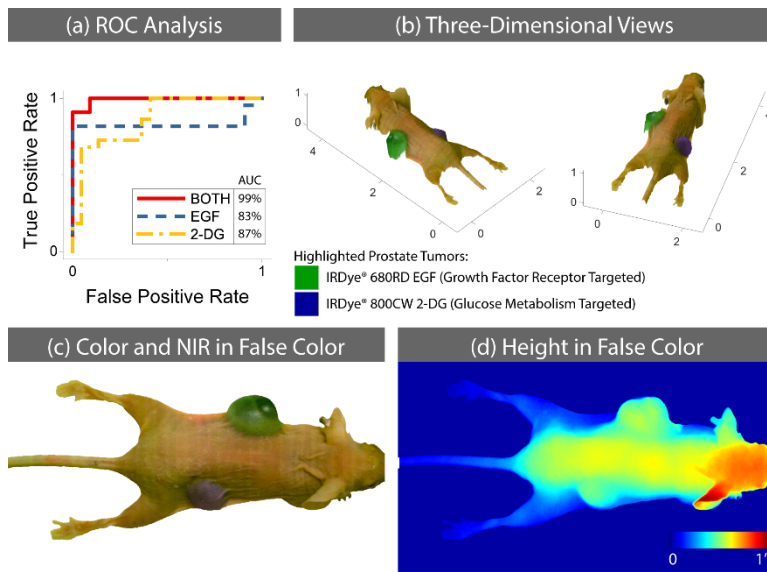 (a) ROC Analysis
(b) Three-Dimensional Views
True Positive Rate
1
0
0
1
False Positive Rate
AUC
BOTH 99%
EGF 83%
2-DG 87%
1
0
4
2
0
0
2
1
0
0
2
4
2
0
Highlighted Prostate Tumors:
IRDye® 680RD EGF (Growth Factor Receptor Targeted)
IRDye® 800CW 2-DG (Glucose Metabolism Targeted)
(c) Color and NIR in False Color
(d) Height in False Color
0